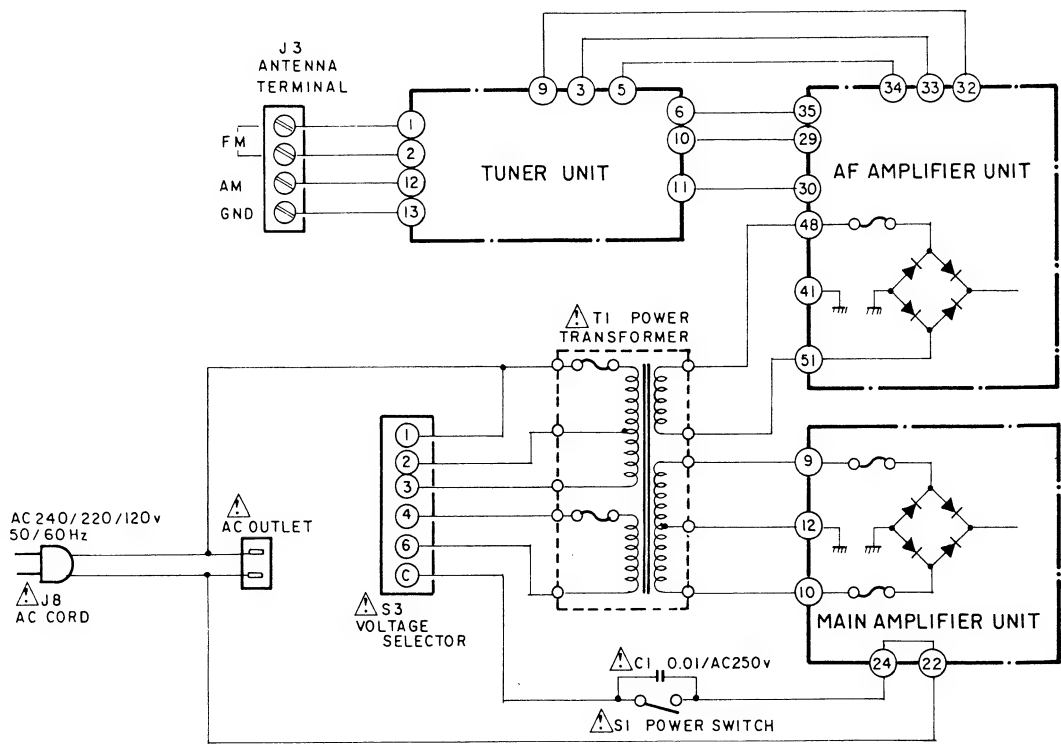 J3
ANTENNA
TERMINAL
FM
AM
GND
1
2
12
13
9
3
5
TUNER UNIT
6
10
11
34
33
32
35
29
30
48
41
51
AF AMPLIFIER UNIT
⚠ T1 POWER
TRANSFORMER
1
2
3
4
6
C
⚠ S3
VOLTAGE
SELECTOR
AC 240/220/120v
50/60Hz
⚠ J8
AC CORD
⚠
AC OUTLET
9
12
10
MAIN AMPLIFIER UNIT
24
22
⚠ C1 0.01/AC250v
⚠ S1 POWER SWITCH